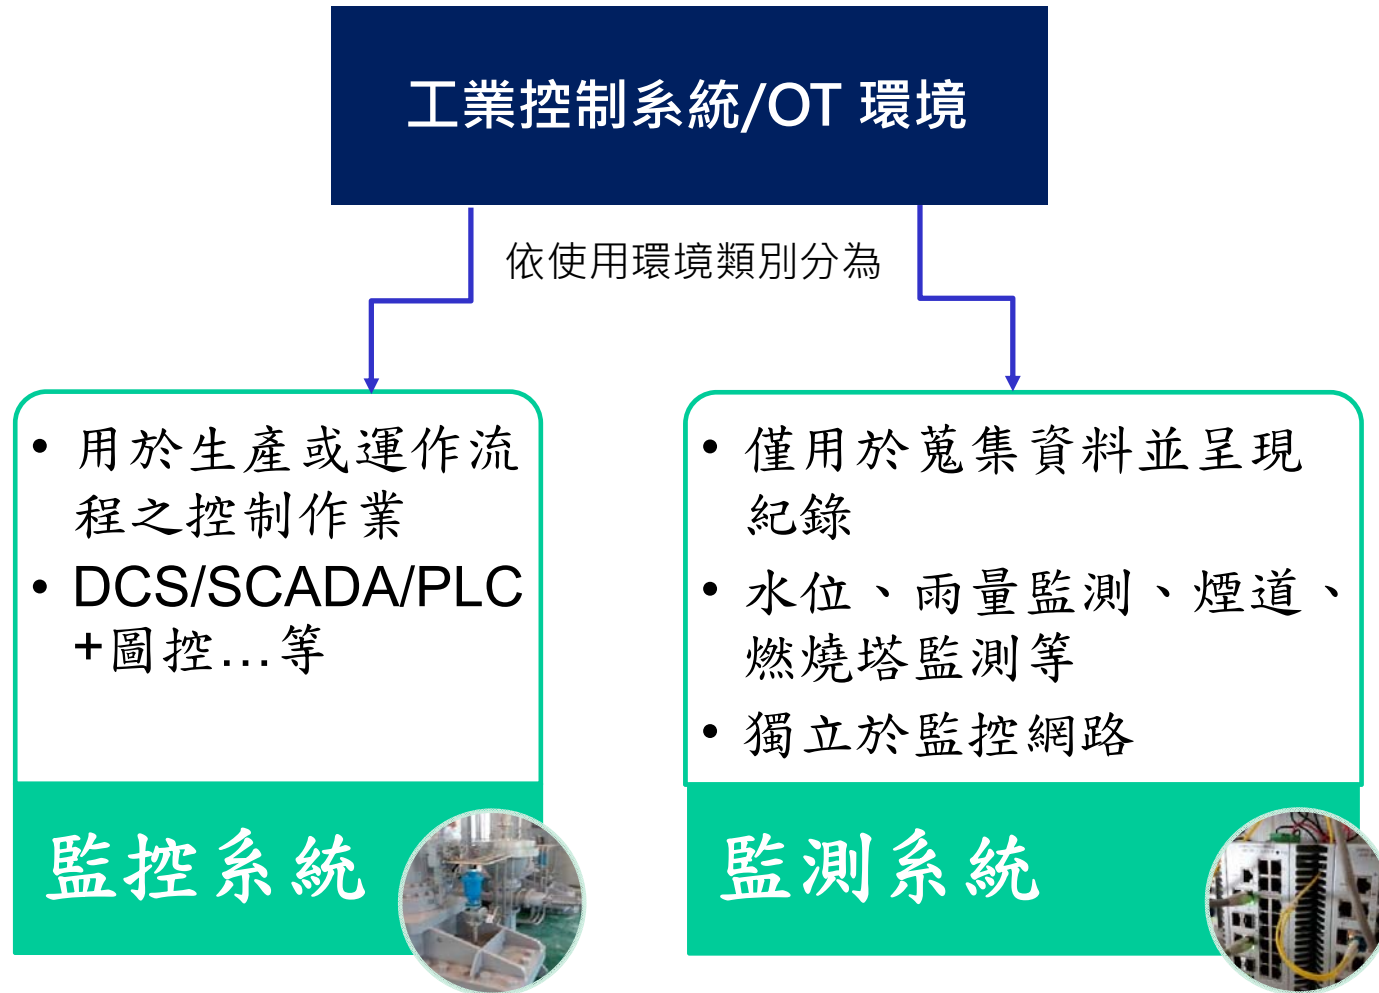 工業控制系統/OT 環境
依使用環境類別分為
• 用於生產或運作流
程之控制作業
• DCS/SCADA/PLC
+圖控…等
監控系統
• 僅用於蒐集資料並呈現
紀錄
• 水位、雨量監測、煙道、
燃燒塔監測等
• 獨立於監控網路
監測系統